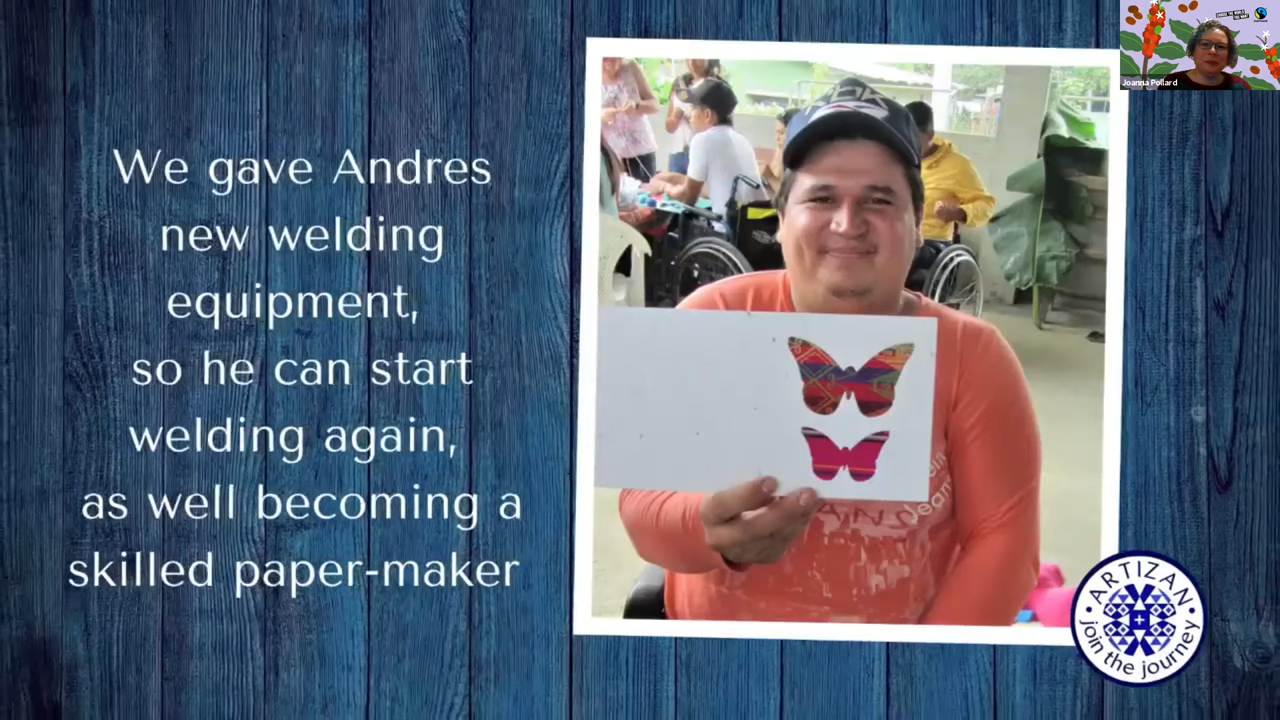 We gave Andres
new welding
equipment,
so he can start
welding again,
as well becoming a
skilled paper-maker
ARTIZAN
join the journey
Joanna Pollard